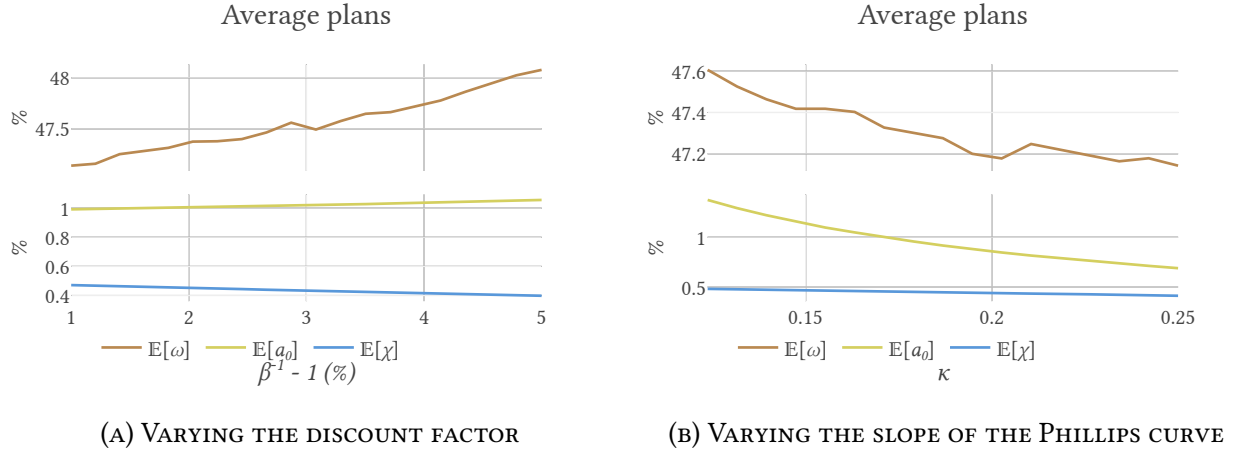 Average plans
%
48
47.5
%
1
0.8
0.6
0.4
1 2 3 4 5
𝔼[ω] 𝔼[a₀] 𝔼[χ]
β⁻¹ - 1 (%)
(A) VARYING THE DISCOUNT FACTOR
Average plans
%
47.6
47.4
47.2
%
1
0.5
0.15 0.2 0.25
𝔼[ω] 𝔼[a₀] 𝔼[χ]
κ
(B) VARYING THE SLOPE OF THE PHILLIPS CURVE